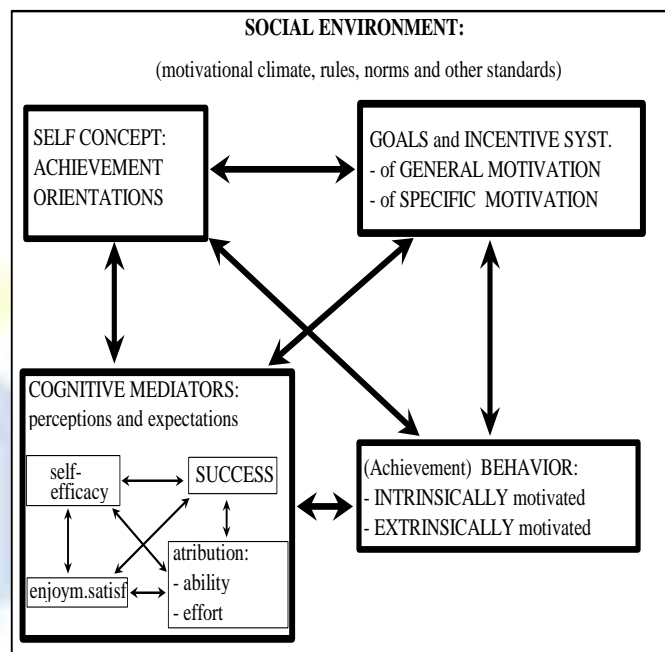 SOCIAL ENVIRONMENT:
(motivational climate, rules, norms and other standards)
SELF CONCEPT:
ACHIEVEMENT
ORIENTATIONS
GOALS and INCENTIVE SYST.
- of GENERAL MOTIVATION
- of SPECIFIC MOTIVATION
COGNITIVE MEDIATORS:
perceptions and expectations
self-
efficacy
SUCCESS
atribution:
- ability
- effort
enjoym.satisf
(Achievement) BEHAVIOR:
- INTRINSICALLY motivated
- EXTRINSICALLY motivated